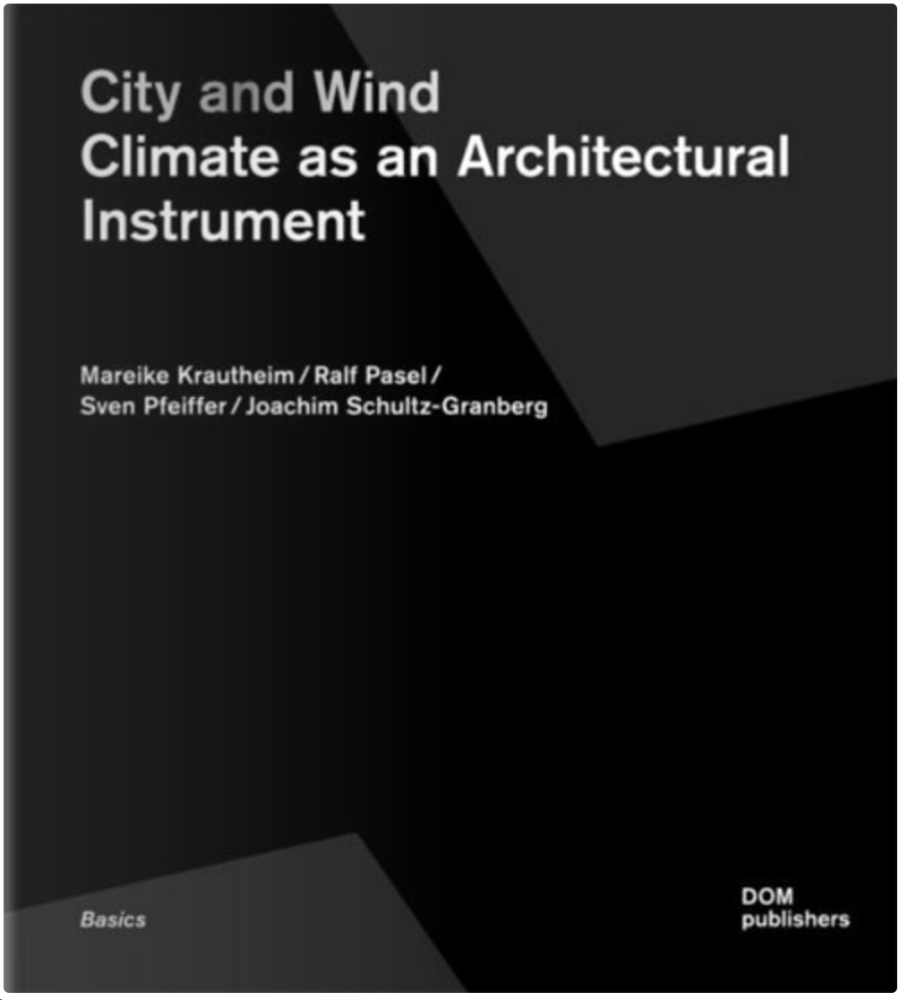 City and Wind
Climate as an Architectural
Instrument
Mareike Krautheim / Ralf Pasel /
Sven Pfeiffer / Joachim Schultz-Granberg
Basics
DOM
publishers